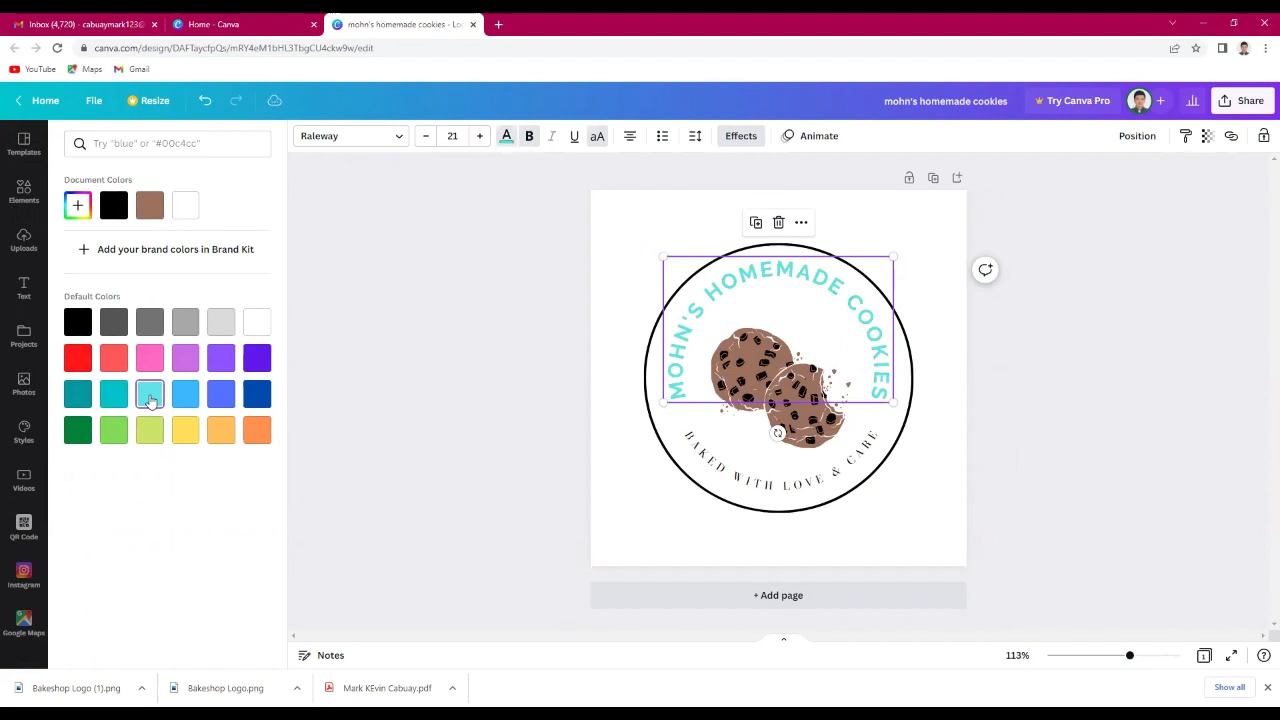 Inbox (4,720) - cabuaymark123@
Home - Canva
mohn's homemade cookies - Lo
canva.com/design/DAFTaycfpQs/mRY4eM1bHL3TbgCU4ckw9w/edit
YouTube
Maps
Gmail
Home
File
Resize
mohn's homemade cookies
Try Canva Pro
Share
Templates
Elements
Uploads
Text
Projects
Photos
Styles
Videos
QR Code
Instagram
Google Maps
Try "blue" or "#00c4cc"
Document Colors
Add your brand colors in Brand Kit
Default Colors
Raleway
21
A
B
I
U
aA
Effects
Animate
Position
MOHN'S HOMEMADE COOKIES
BAKED WITH LOVE & CARE
+ Add page
Notes
113%
1
Bakeshop Logo (1).png
Bakeshop Logo.png
Mark KEvin Cabuay.pdf
Show all